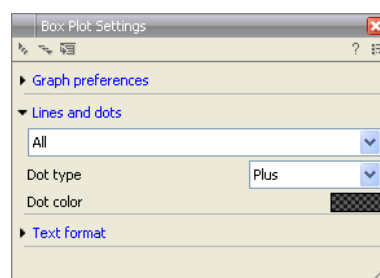 Box Plot Settings
?
Graph preferences
Lines and dots
All
Dot type Plus
Dot color
Text format